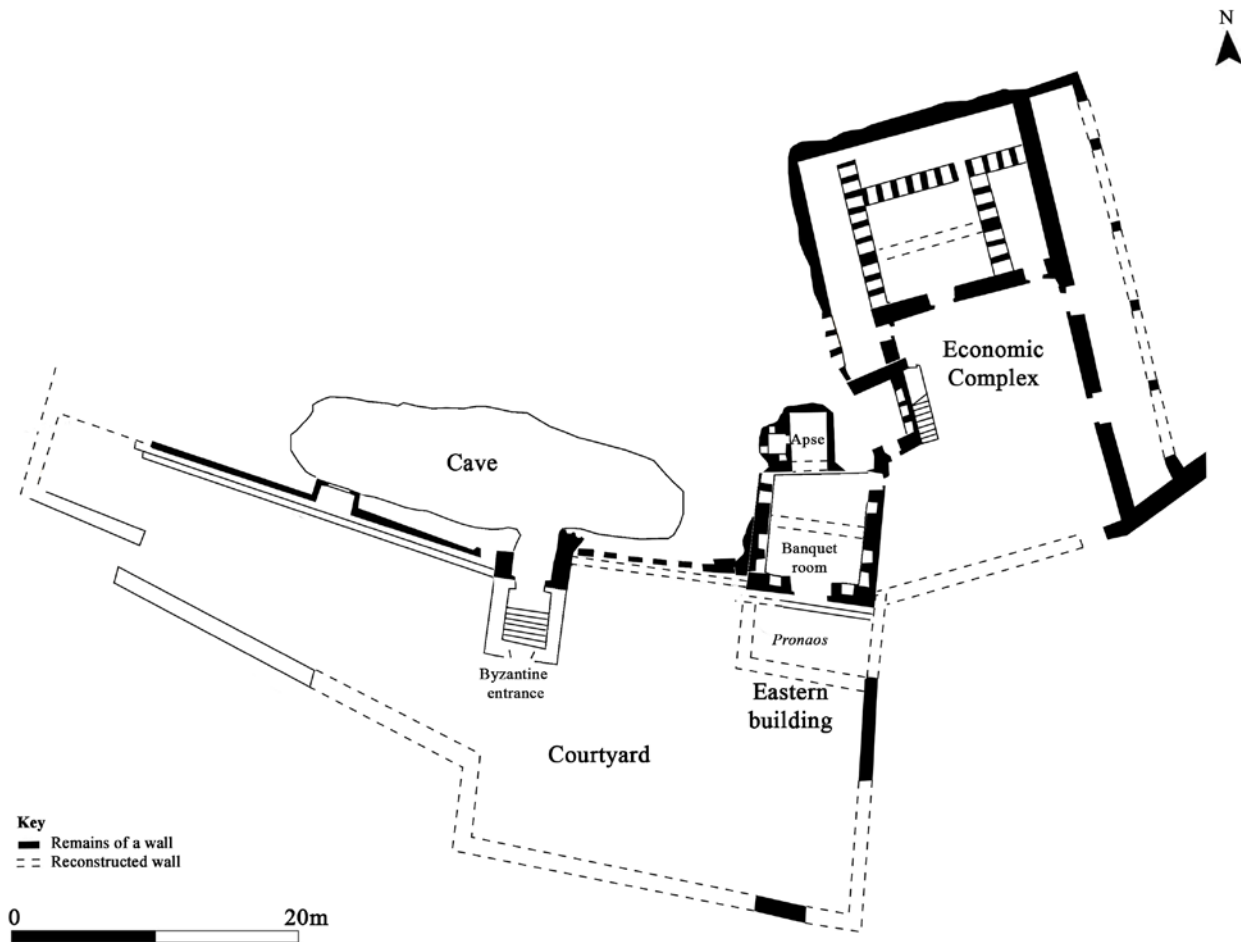 N
Economic
Complex
Apse
Cave
Banquet
room
Pronaos
Byzantine
entrance
Eastern
building
Courtyard
Key
Remains of a wall
Reconstructed wall
0 20m